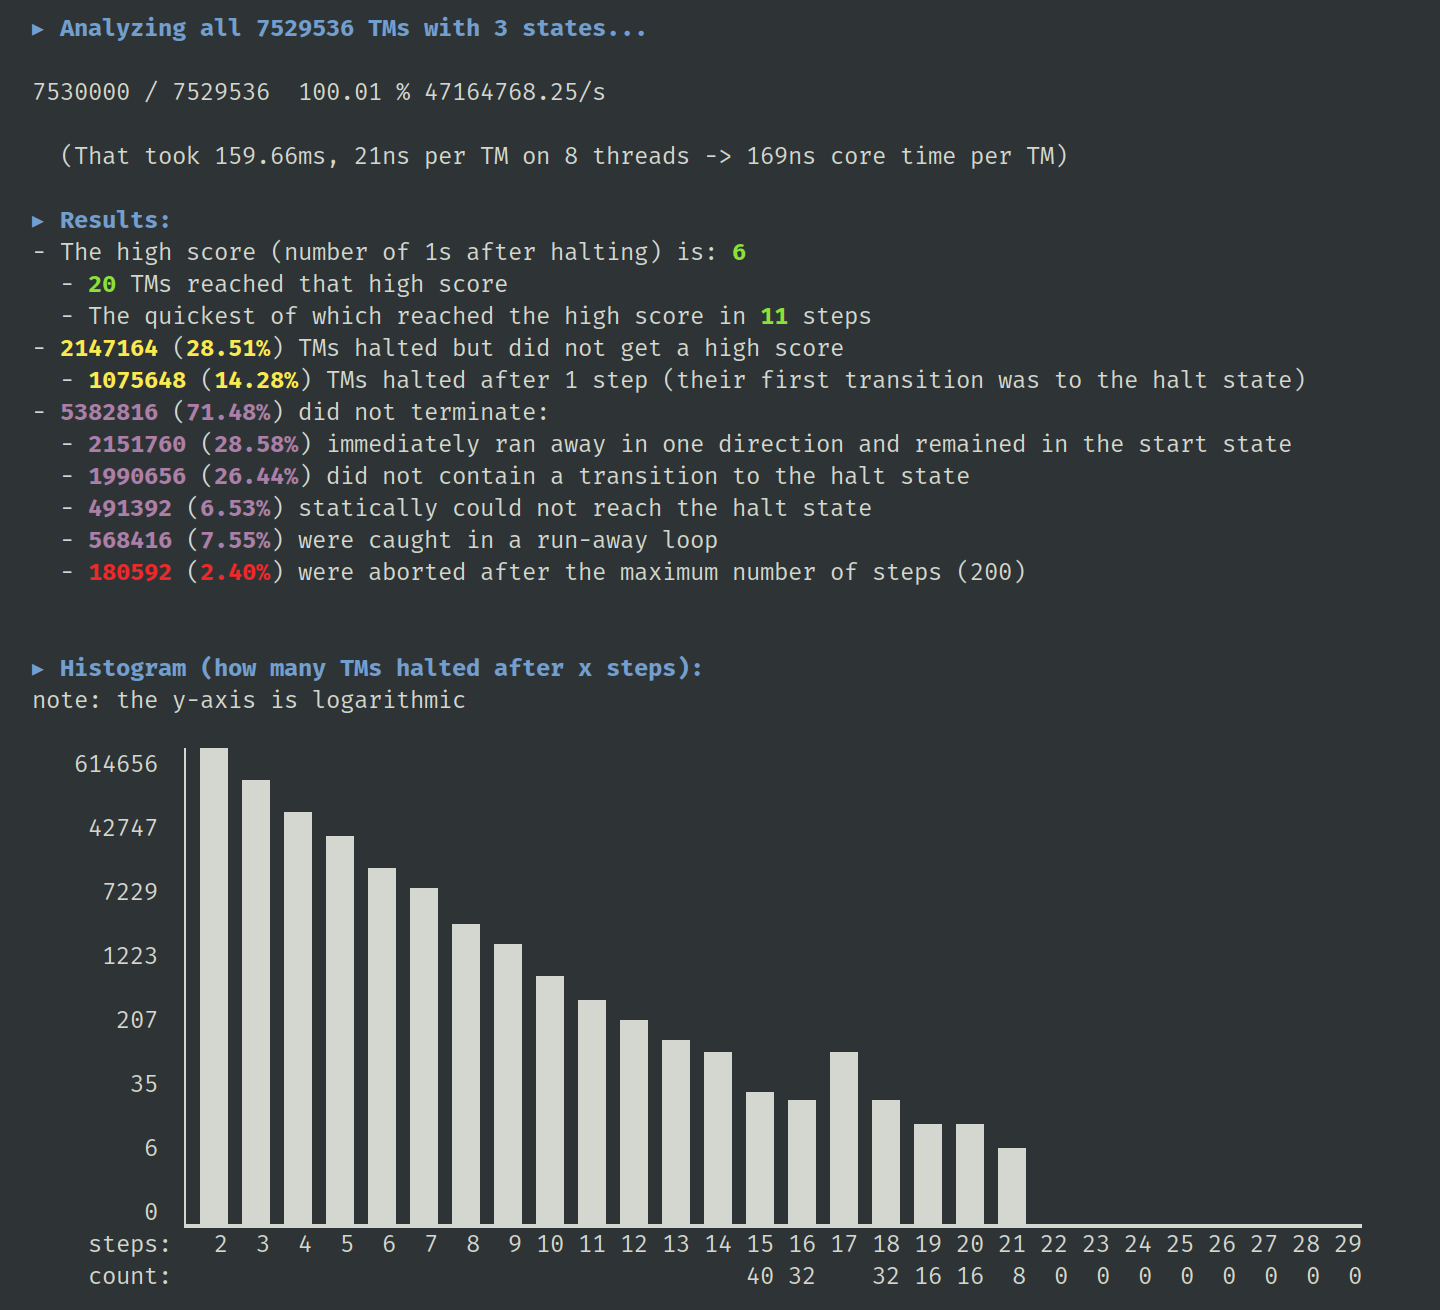 ▸ Analyzing all 7529536 TMs with 3 states...
7530000 / 7529536  100.01 % 47164768.25/s
(That took 159.66ms, 21ns per TM on 8 threads -> 169ns core time per TM)
▸ Results:
- The high score (number of 1s after halting) is: 6
- 20 TMs reached that high score
- The quickest of which reached the high score in 11 steps
- 2147164 (28.51%) TMs halted but did not get a high score
- 1075648 (14.28%) TMs halted after 1 step (their first transition was to the halt state)
- 5382816 (71.48%) did not terminate:
- 2151760 (28.58%) immediately ran away in one direction and remained in the start state
- 1990656 (26.44%) did not contain a transition to the halt state
- 491392 (6.53%) statically could not reach the halt state
- 568416 (7.55%) were caught in a run-away loop
- 180592 (2.40%) were aborted after the maximum number of steps (200)
▸ Histogram (how many TMs halted after x steps):
note: the y-axis is logarithmic
614656
42747
7229
1223
207
35
6
0
steps: 2 3 4 5 6 7 8 9 10 11 12 13 14 15 16 17 18 19 20 21 22 23 24 25 26 27 28 29
count: 40 32 32 16 16 8 0 0 0 0 0 0 0 0